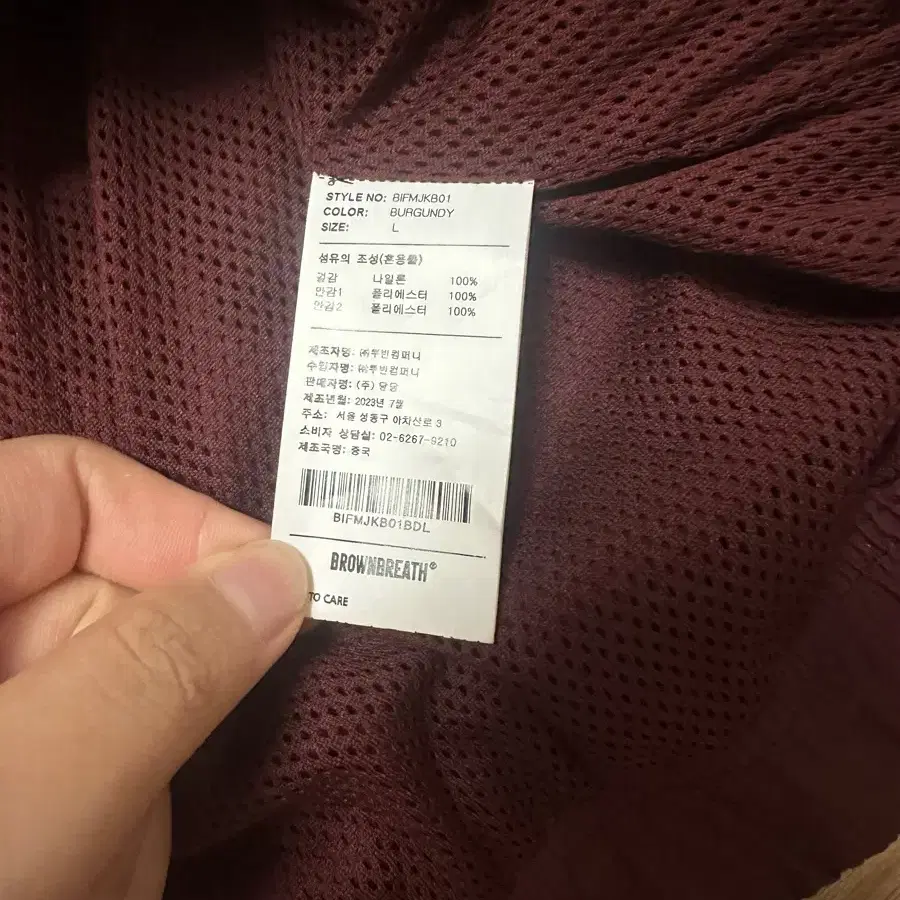 STYLE NO: BIFMJKB01
COLOR: BURGUNDY
SIZE: L
섬유의 조성(혼용률)
겉감 나일론 100%
안감1 폴리에스터 100%
안감2 폴리에스터 100%
제조자명: ㈜투빈컴퍼니
수입자명: ㈜투빈컴퍼니
판매자명: (주)
제조년월: 2023년 7월
주소: 서울 성동구 아차산로 3
소비자 상담실: 02-6267-9210
제조국명: 중국
BIFMJKB01BDL
BROWNBREATH®
TO CARE